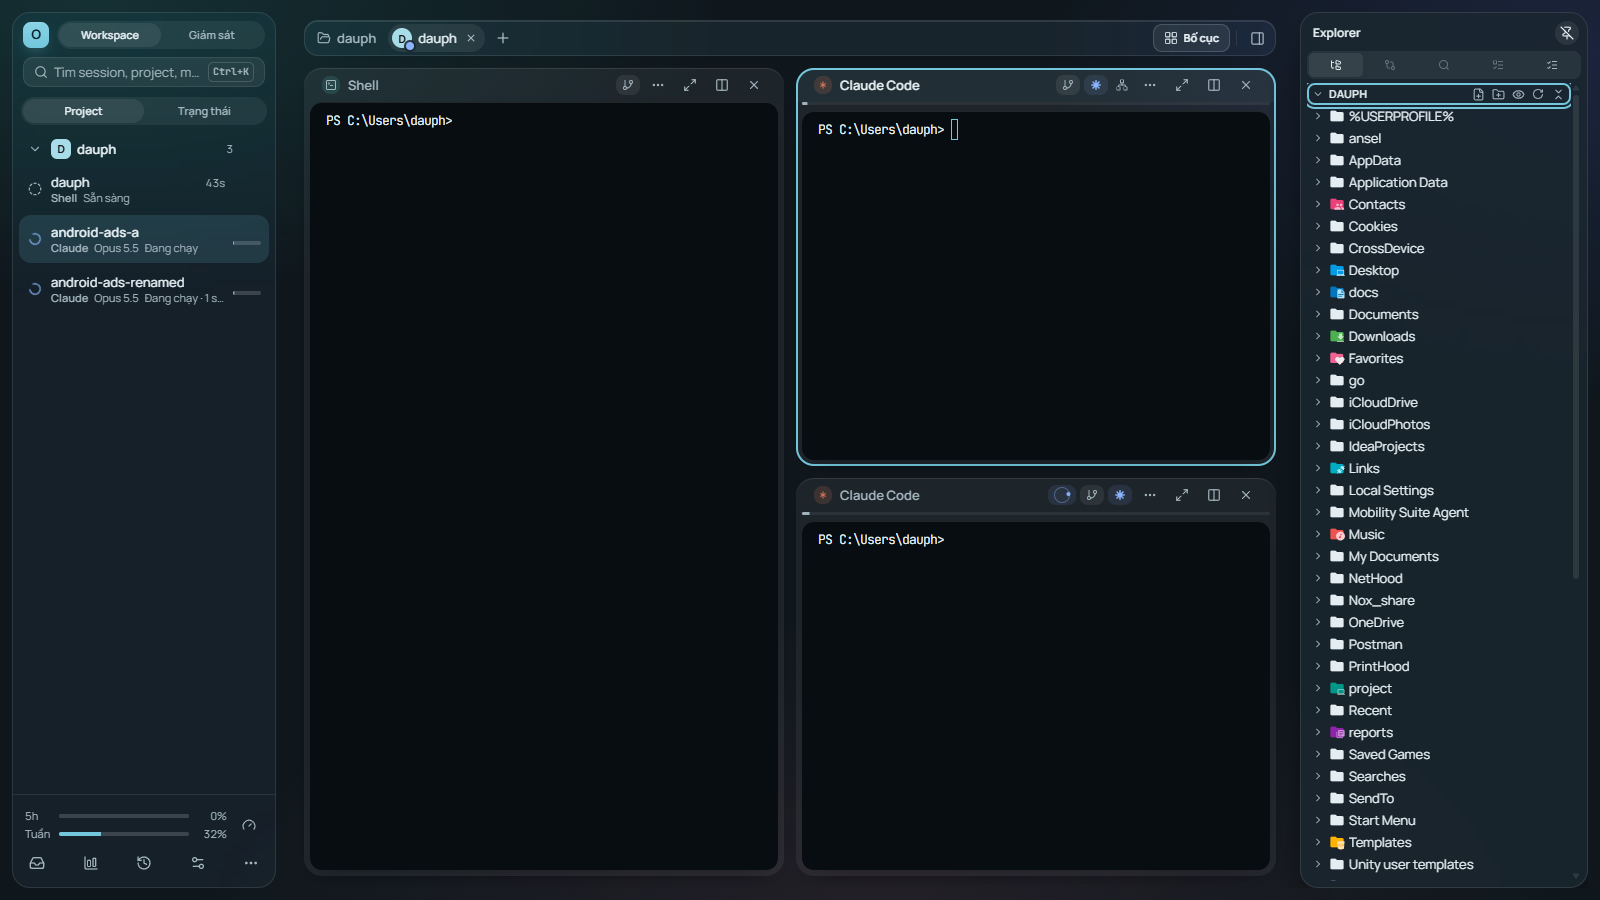 O
Workspace
Giám sát
Tìm session, project, m...
Ctrl+K
Project
Trạng thái
D
dauph
3
dauph
43s
Shell Sẵn sàng
android-ads-a
Claude Opus 5.5 Đang chạy
android-ads-renamed
Claude Opus 5.5 Đang chạy · 1 s...
5h
0%
Tuần
32%
dauph
D
dauph
Bố cục
Shell
PS C:\Users\dauph>
Claude Code
PS C:\Users\dauph>
Claude Code
PS C:\Users\dauph>
Explorer
DAUPH
%USERPROFILE%
ansel
AppData
Application Data
Contacts
Cookies
CrossDevice
Desktop
docs
Documents
Downloads
Favorites
go
iCloudDrive
iCloudPhotos
IdeaProjects
Links
Local Settings
Mobility Suite Agent
Music
My Documents
NetHood
Nox_share
OneDrive
Postman
PrintHood
project
Recent
reports
Saved Games
Searches
SendTo
Start Menu
Templates
Unity user templates